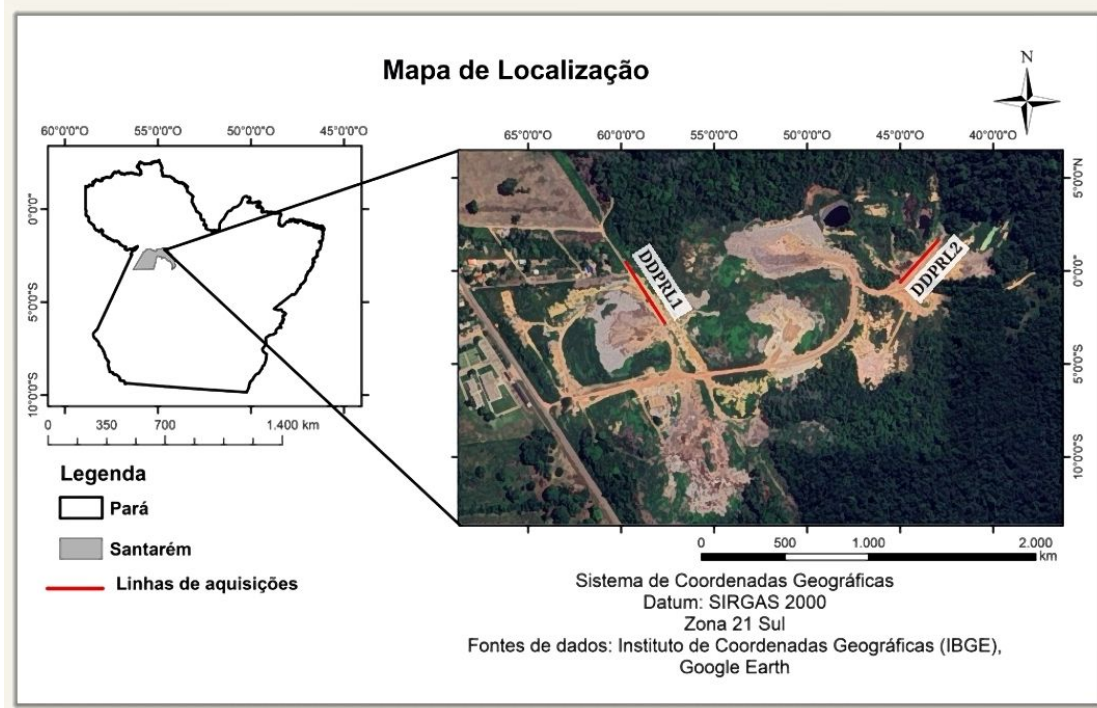 Mapa de Localização
N
60°0'0"O 55°0'0"O 50°0'0"O 45°0'0"O
0°0'0"
5°0'0"S
10°0'0"S
0 350 700 1.400 km
Legenda
Pará
Santarém
Linhas de aquisições
65°0'0"O 60°0'0"O 55°0'0"O 50°0'0"O 45°0'0"O 40°0'0"O
5°0'0"N
0°0'0"
5°0'0"S
10°0'0"S
DDPRL1
DDPRL2
0 500 1.000 2.000
km
Sistema de Coordenadas Geográficas
Datum: SIRGAS 2000
Zona 21 Sul
Fontes de dados: Instituto de Coordenadas Geográficas (IBGE),
Google Earth